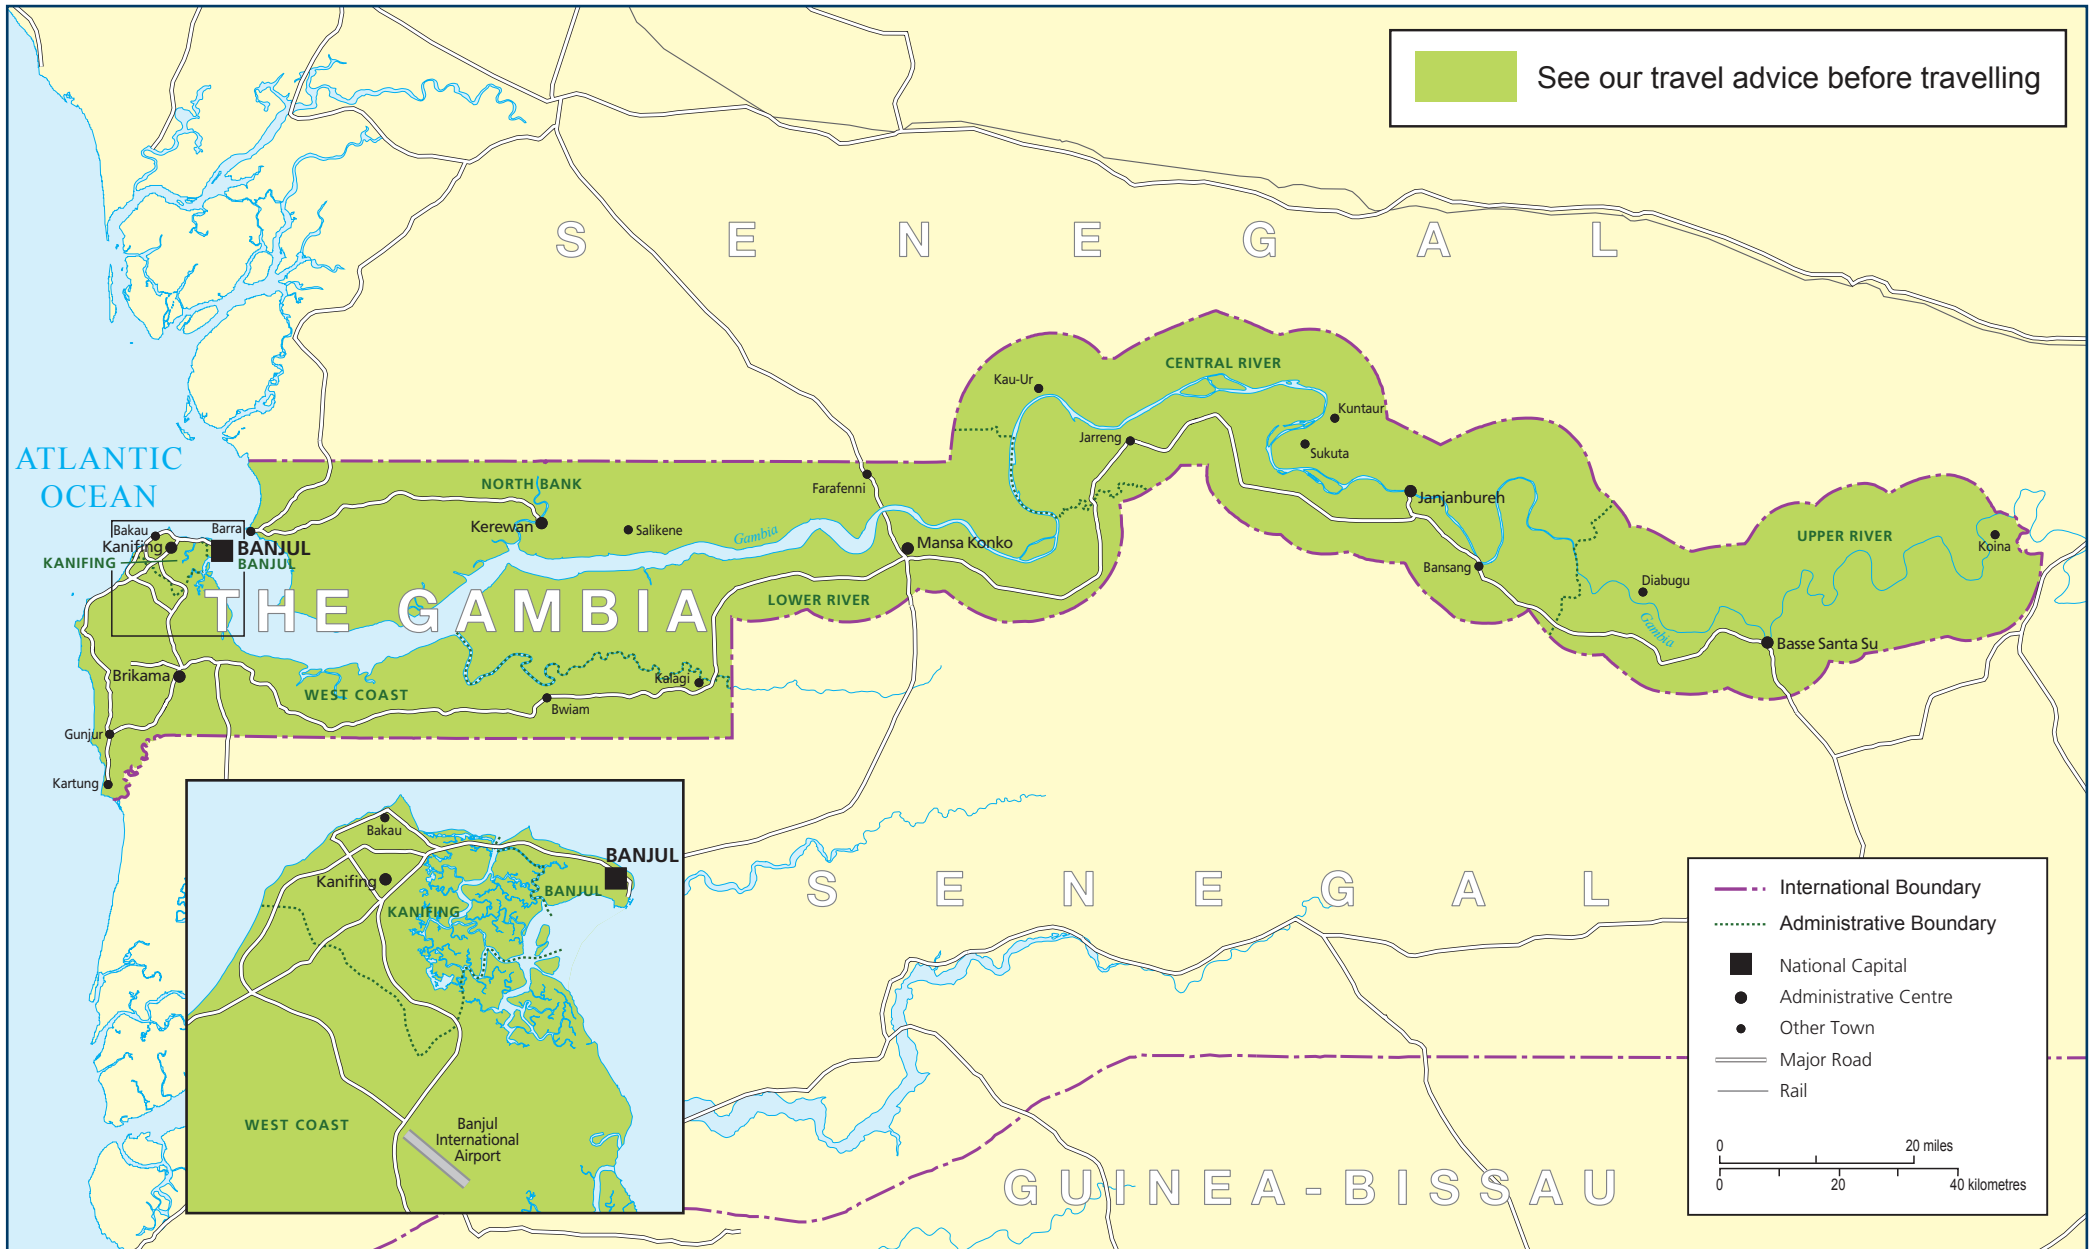 See our travel advice before travelling
SENEGAL
CENTRAL RIVER
Kau-Ur
Kuntaur
Jarreng
Sukuta
ATLANTIC
OCEAN
NORTH BANK
Farafenni
Janjanbureh
Kerewan
Salikene
Gambia
Mansa Konko
UPPER RIVER
Koina
Bakau
Barra
Kanifing
BANJUL
KANIFING
BANJUL
Bansang
Diabugu
THE GAMBIA
LOWER RIVER
Gambia
Basse Santa Su
Brikama
WEST COAST
Kalagi
Bwiam
Gunjur
Kartung
Bakau
BANJUL
Kanifing
BANJUL
KANIFING
WEST COAST
Banjul
International
Airport
SENEGAL
GUINEA-BISSAU
International Boundary
Administrative Boundary
National Capital
Administrative Centre
Other Town
Major Road
Rail
0 20 miles
0 20 40 kilometres